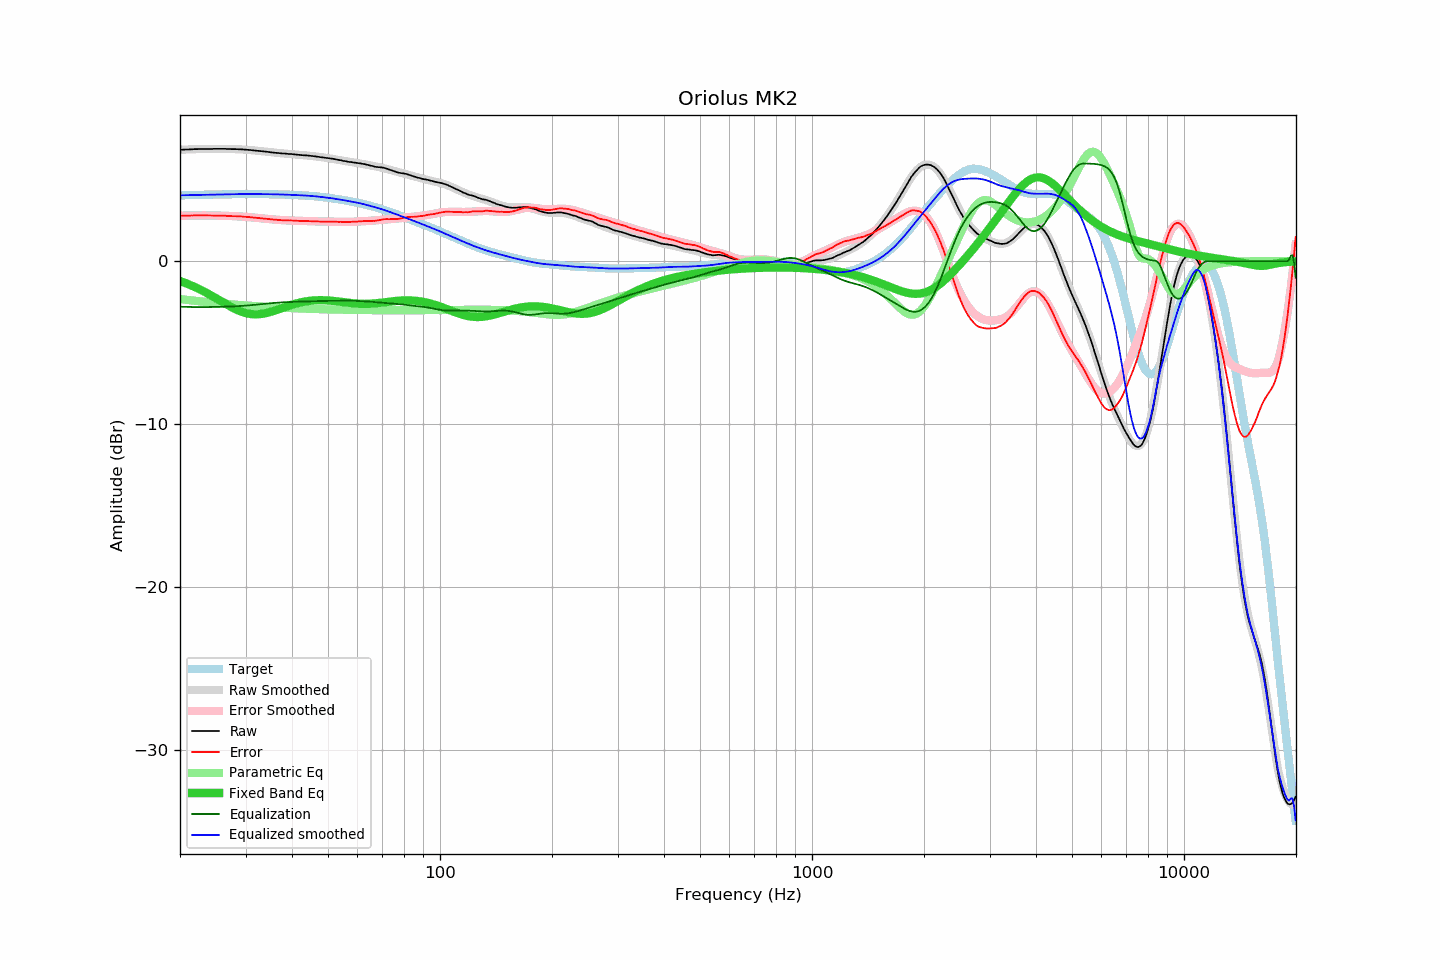 Oriolus MK2
0
−10
−20
−30
Amplitude (dBr)
Target
Raw Smoothed
Error Smoothed
Raw
Error
Parametric Eq
Fixed Band Eq
Equalization
Equalized smoothed
100
1000
10000
Frequency (Hz)